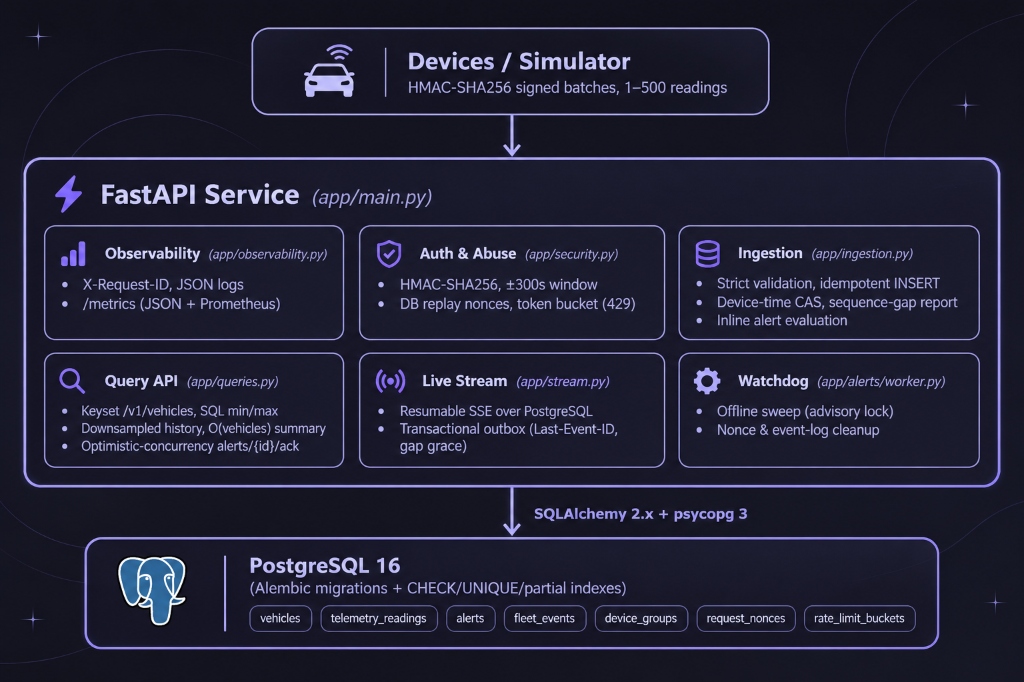 Devices / Simulator
HMAC-SHA256 signed batches, 1–500 readings
FastAPI Service (app/main.py)
Observability (app/observability.py)
• X-Request-ID, JSON logs
• /metrics (JSON + Prometheus)
Auth & Abuse (app/security.py)
• HMAC-SHA256, ±300s window
• DB replay nonces, token bucket (429)
Ingestion (app/ingestion.py)
• Strict validation, idempotent INSERT
• Device-time CAS, sequence-gap report
• Inline alert evaluation
Query API (app/queries.py)
• Keyset /v1/vehicles, SQL min/max
• Downsampled history, O(vehicles) summary
• Optimistic-concurrency alerts/{id}/ack
Live Stream (app/stream.py)
• Resumable SSE over PostgreSQL
• Transactional outbox (Last-Event-ID,
gap grace)
Watchdog (app/alerts/worker.py)
• Offline sweep (advisory lock)
• Nonce & event-log cleanup
SQLAlchemy 2.x + psycopg 3
PostgreSQL 16
(Alembic migrations + CHECK/UNIQUE/partial indexes)
vehicles
telemetry_readings
alerts
fleet_events
device_groups
request_nonces
rate_limit_buckets